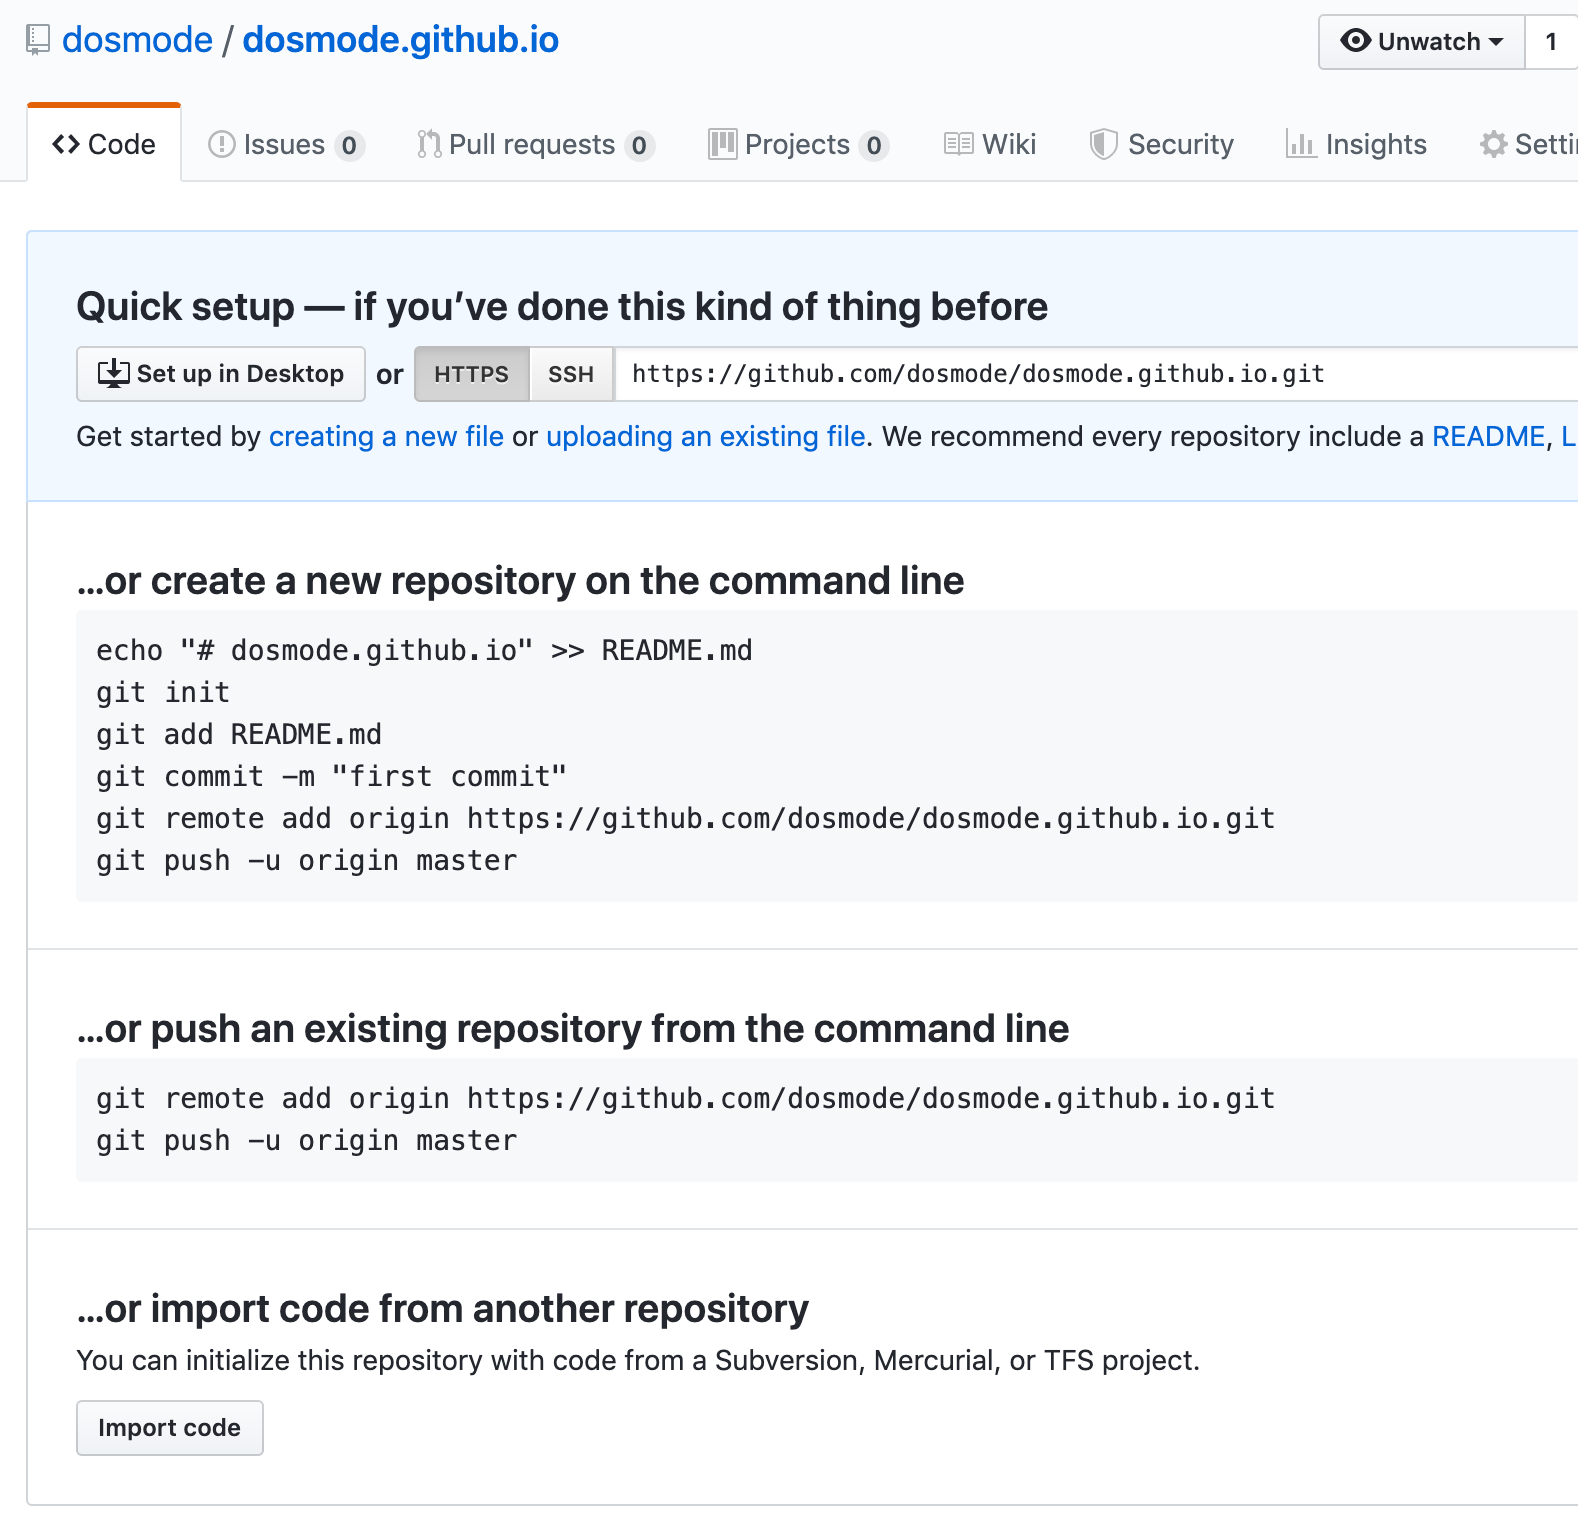 dosmode / dosmode.github.io
Unwatch 1
Code Issues 0 Pull requests 0 Projects 0 Wiki Security Insights Setti
Quick setup — if you’ve done this kind of thing before
Set up in Desktop or HTTPS SSH https://github.com/dosmode/dosmode.github.io.git
Get started by creating a new file or uploading an existing file. We recommend every repository include a README, L
…or create a new repository on the command line
echo "# dosmode.github.io" >> README.md
git init
git add README.md
git commit -m "first commit"
git remote add origin https://github.com/dosmode/dosmode.github.io.git
git push -u origin master
…or push an existing repository from the command line
git remote add origin https://github.com/dosmode/dosmode.github.io.git
git push -u origin master
…or import code from another repository
You can initialize this repository with code from a Subversion, Mercurial, or TFS project.
Import code